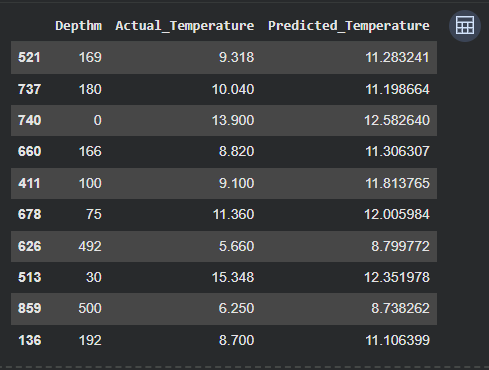 Depthm Actual_Temperature Predicted_Temperature
521 169 9.318 11.283241
737 180 10.040 11.198664
740 0 13.900 12.582640
660 166 8.820 11.306307
411 100 9.100 11.813765
678 75 11.360 12.005984
626 492 5.660 8.799772
513 30 15.348 12.351978
859 500 6.250 8.738262
136 192 8.700 11.106399